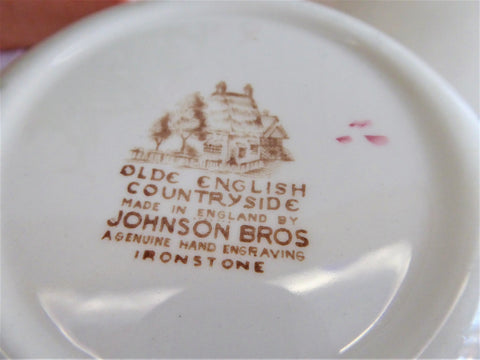 OLDE ENGLISH
COUNTRYSIDE
MADE IN ENGLAND BY
JOHNSON BROS
A GENUINE HAND ENGRAVING
IRONSTONE